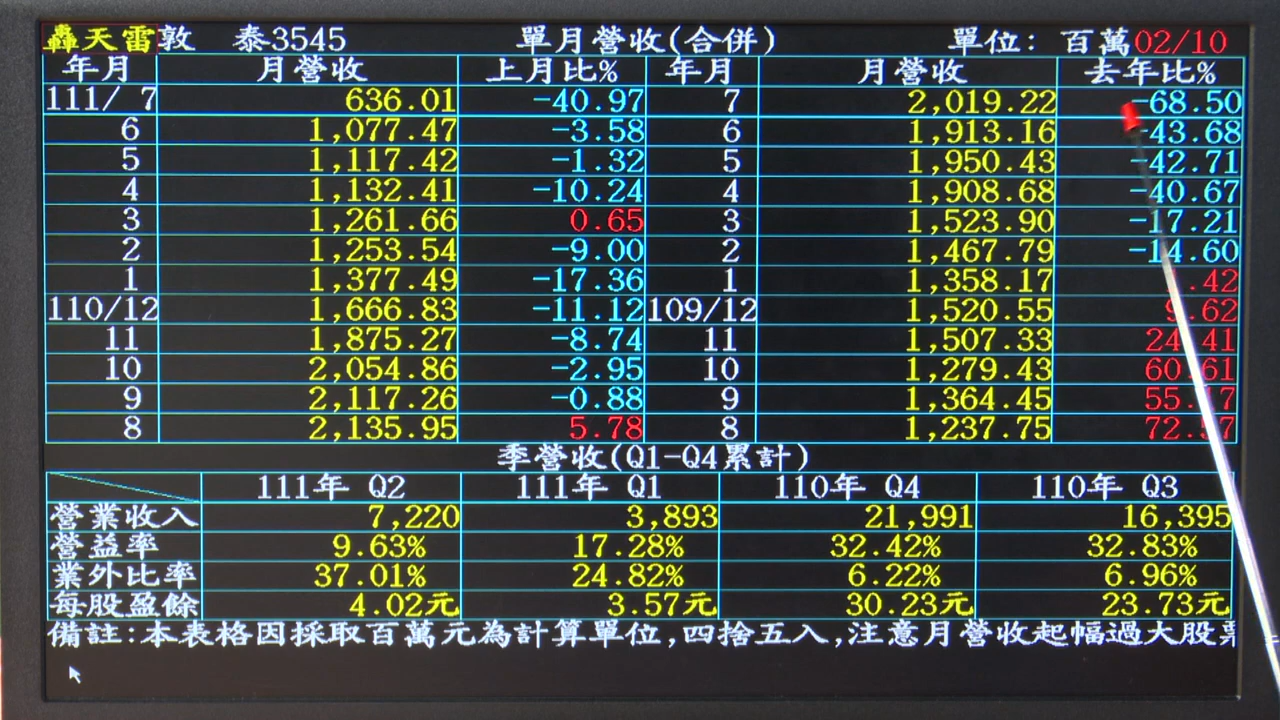 轟天雷敦 泰3545 單月營收(合併) 單位: 百萬02/10
年月 月營收 上月比% 年月 月營收 去年比%
111/ 7 636.01 -40.97 7 2,019.22 -68.50
6 1,077.47 -3.58 6 1,913.16 -43.68
5 1,117.42 -1.32 5 1,950.43 -42.71
4 1,132.41 -10.24 4 1,908.68 -40.67
3 1,261.66 0.65 3 1,523.90 -17.21
2 1,253.54 -9.00 2 1,467.79 -14.60
1 1,377.49 -17.36 1 1,358.17 .42
110/12 1,666.83 -11.12 109/12 1,520.55 9.62
11 1,875.27 -8.74 11 1,507.33 24.41
10 2,054.86 -2.95 10 1,279.43 60.61
9 2,117.26 -0.88 9 1,364.45 55.17
8 2,135.95 5.78 8 1,237.75 72.57
季營收(Q1-Q4累計)
111年 Q2 111年 Q1 110年 Q4 110年 Q3
營業收入 7,220 3,893 21,991 16,395
營益率 9.63% 17.28% 32.42% 32.83%
業外比率 37.01% 24.82% 6.22% 6.96%
每股盈餘 4.02元 3.57元 30.23元 23.73元
備註:本表格因採取百萬元為計算單位,四捨五入,注意月營收起幅過大股票